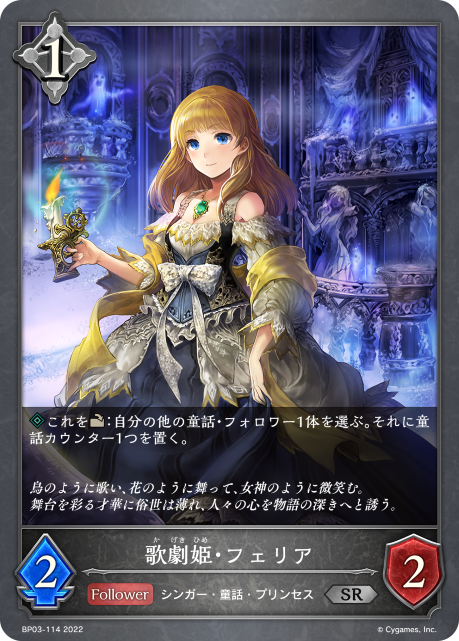 1
これを:自分の他の童話・フォロワー1体を選ぶ。それに童
話カウンター1つを置く。
鳥のように歌い、花のように舞って、女神のように微笑む。
舞台を彩る才華に俗世は薄れ、人々の心を物語の深きへと誘う。
かげきひめ
歌劇姫・フェリア
2
Follower シンガー・童話・プリンセス SR
2
BP03-114 2022 © Cygames, Inc.